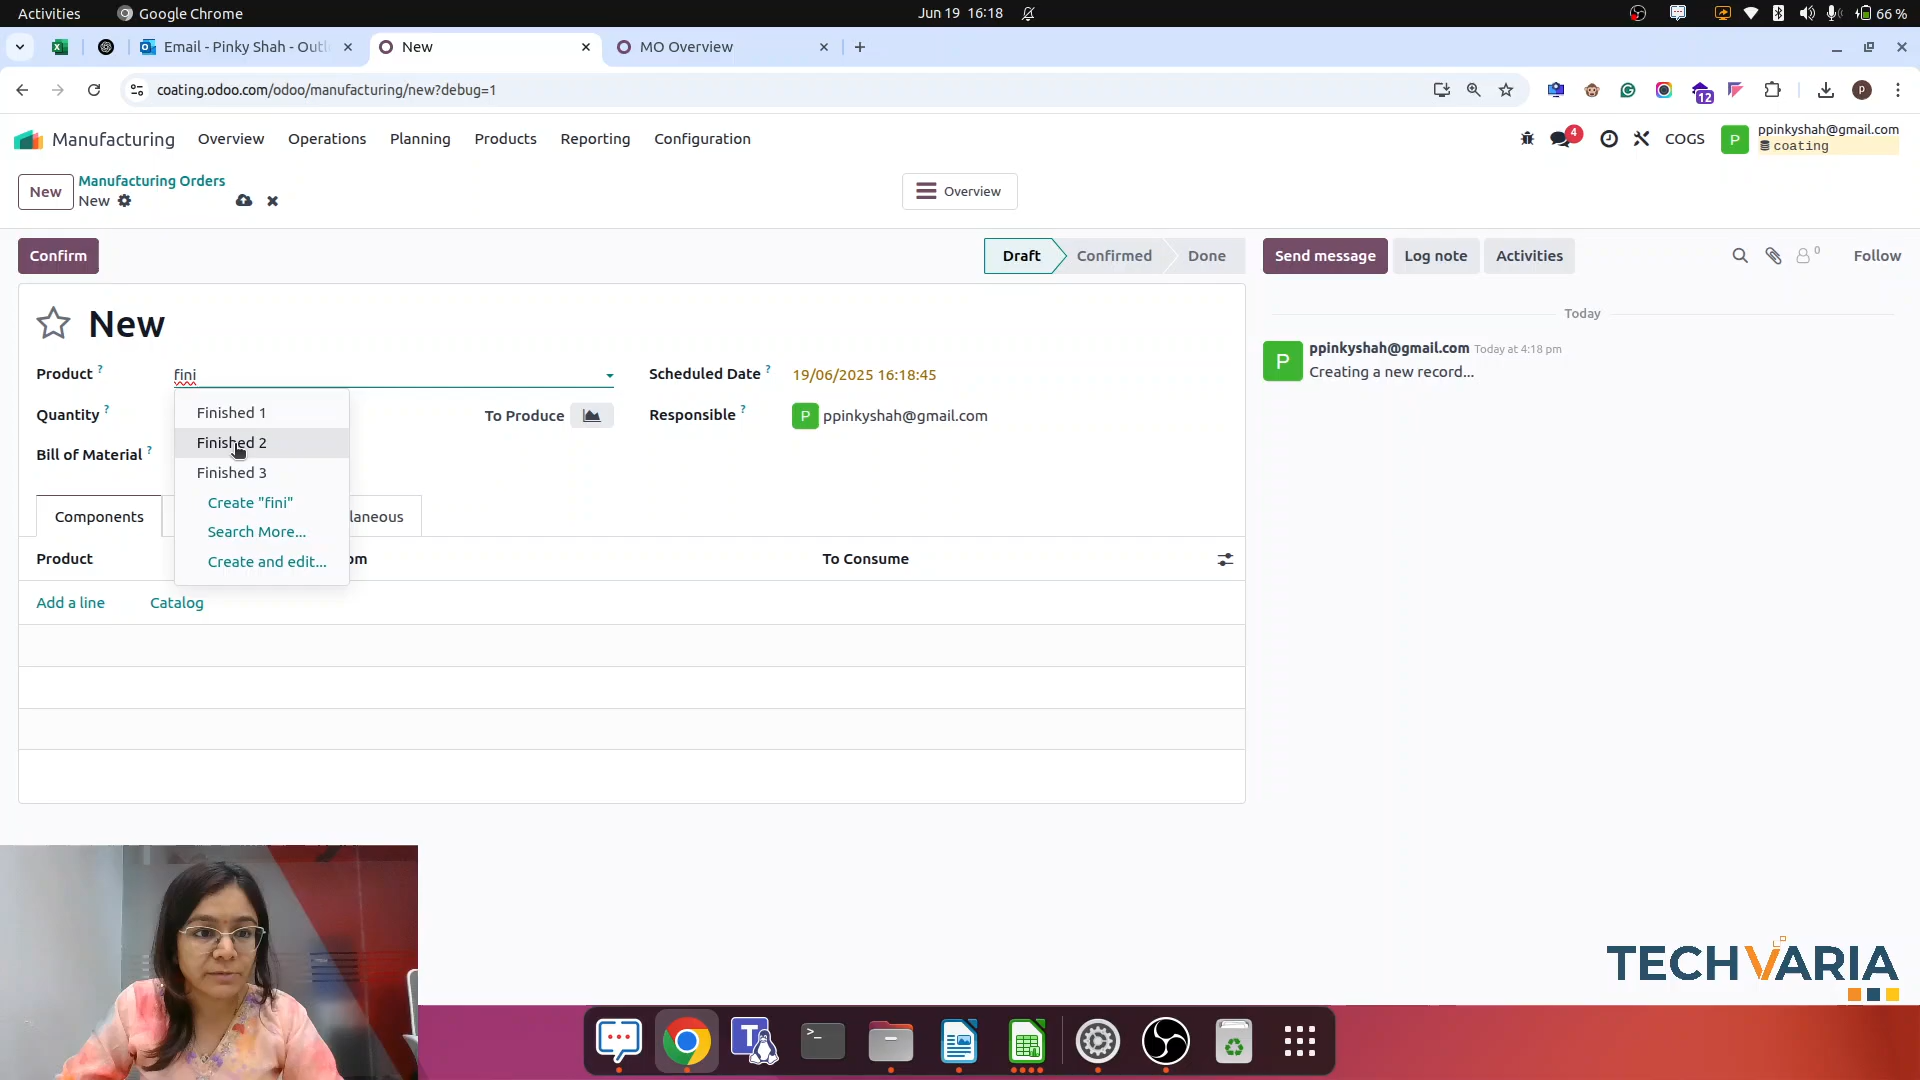 Activities
Google Chrome
Jun 19 16:18
66 %
Email - Pinky Shah - Outl
New
MO Overview
coating.odoo.com/odoo/manufacturing/new?debug=1
12
P
Manufacturing
Overview
Operations
Planning
Products
Reporting
Configuration
4
COGS
P
ppinkyshah@gmail.com
coating
New
Manufacturing Orders
New
Overview
Confirm
Draft
Confirmed
Done
Send message
Log note
Activities
0
Follow
New
Today
Product ?
fini
Scheduled Date ?
19/06/2025 16:18:45
P
ppinkyshah@gmail.com Today at 4:18 pm
Creating a new record...
Quantity ?
To Produce
Responsible ?
P
ppinkyshah@gmail.com
Bill of Material ?
Finished 1
Finished 2
Finished 3
Create "fini"
Search More...
Create and edit...
Components
laneous
Product
om
To Consume
Add a line
Catalog
TECHVARIA